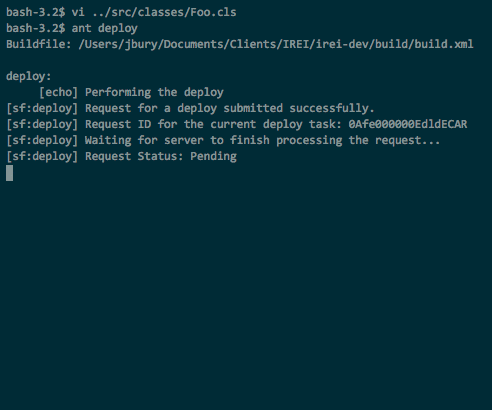 bash-3.2$ vi ../src/classes/Foo.cls
bash-3.2$ ant deploy
Buildfile: /Users/jbury/Documents/Clients/IREI/irei-dev/build/build.xml
deploy:
[echo] Performing the deploy
[sf:deploy] Request for a deploy submitted successfully.
[sf:deploy] Request ID for the current deploy task: 0Afe000000EdldECAR
[sf:deploy] Waiting for server to finish processing the request...
[sf:deploy] Request Status: Pending